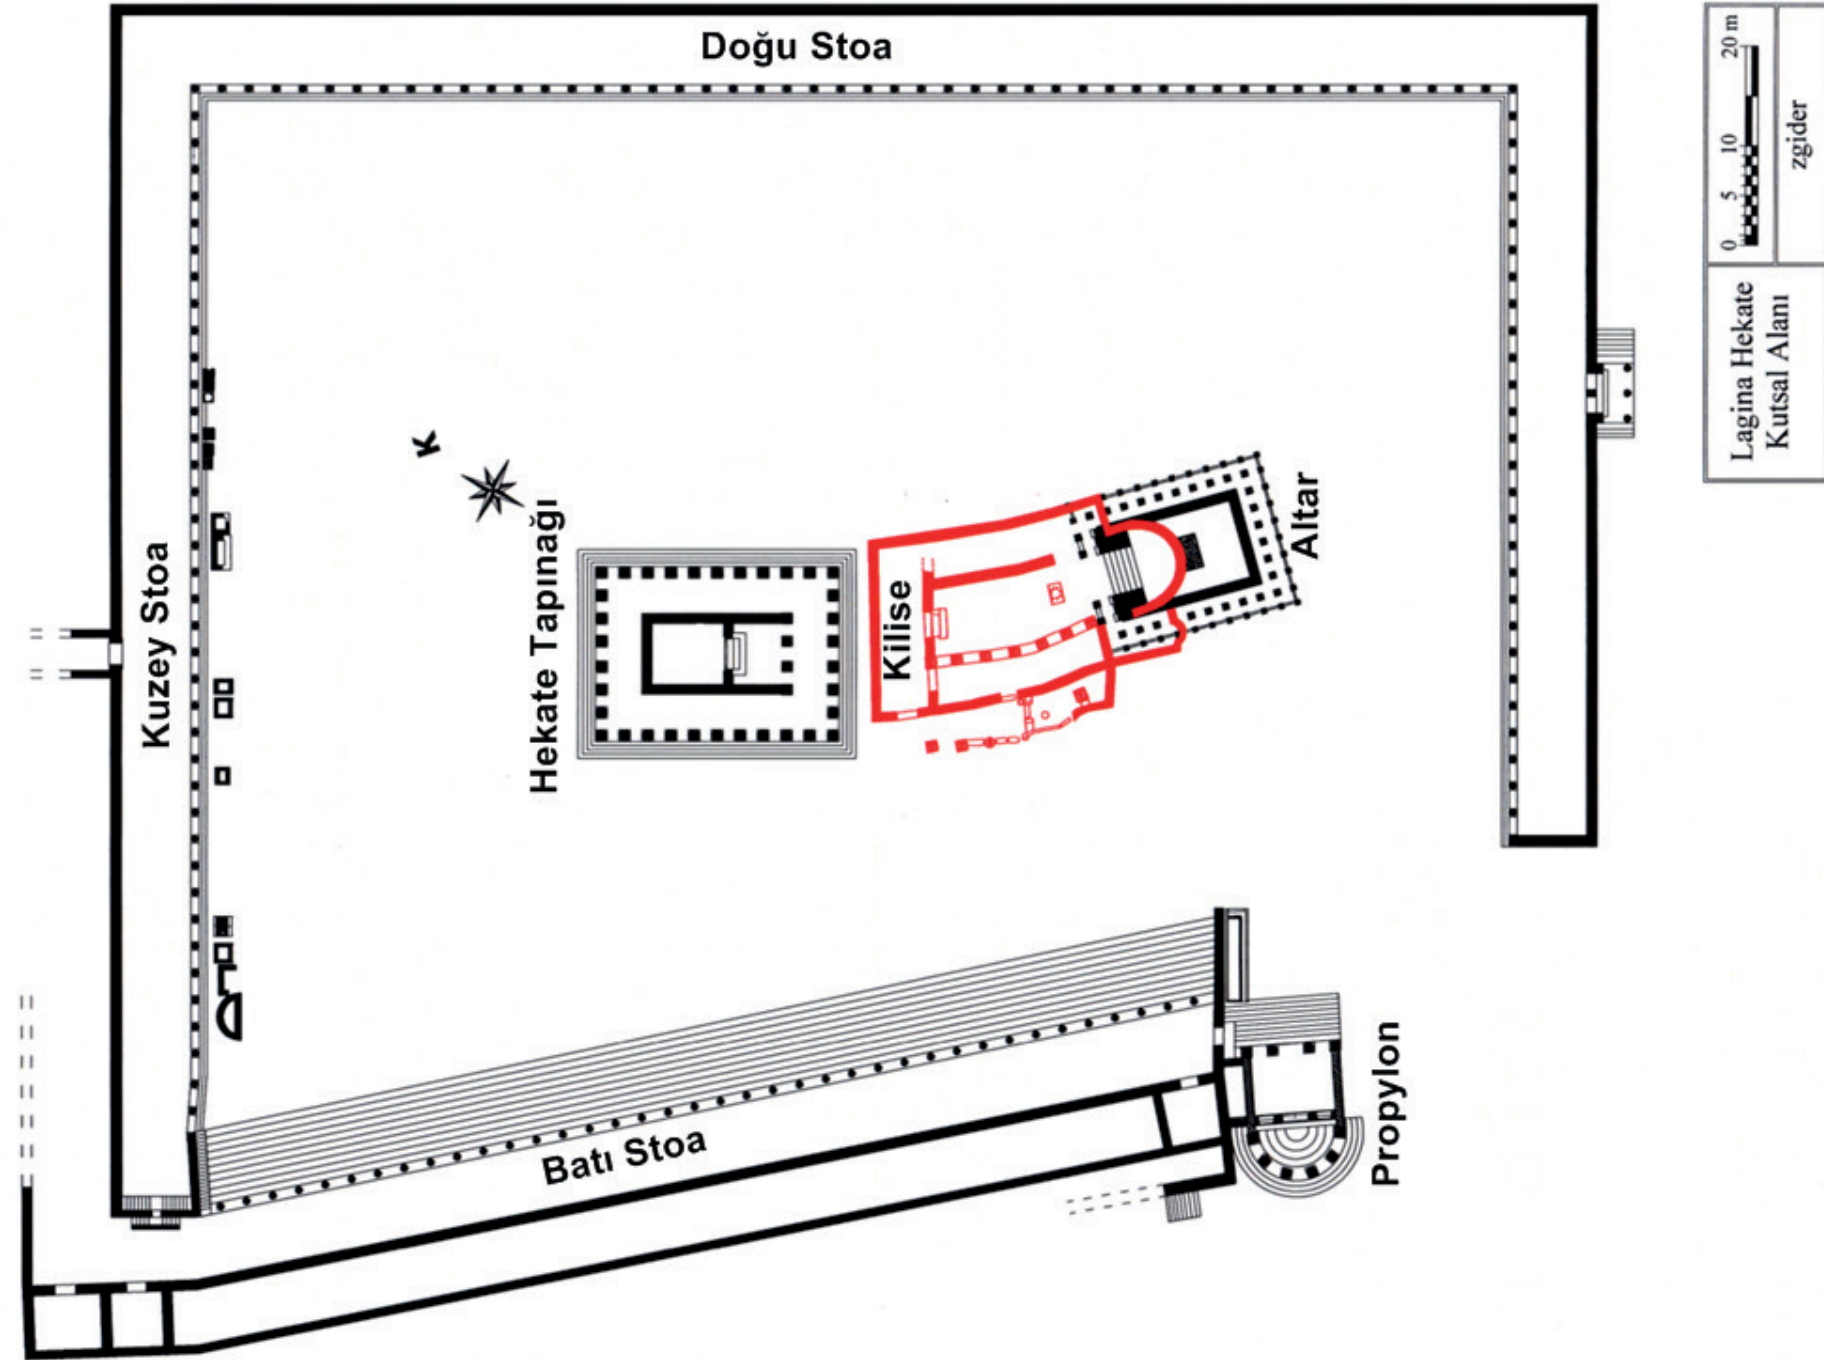 Doğu Stoa
Kuzey Stoa
K
Hekate Tapınağı
Kilise
Altar
Batı Stoa
Propylon
0 5 10 20 m
zgider
Lagina Hekate
Kutsal Alanı